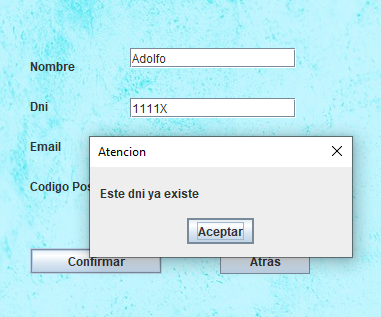 Nombre
Adolfo
Dni
1111X
Email
Atencion
Este dni ya existe
Codigo Pos
Aceptar
Confirmar
Atras